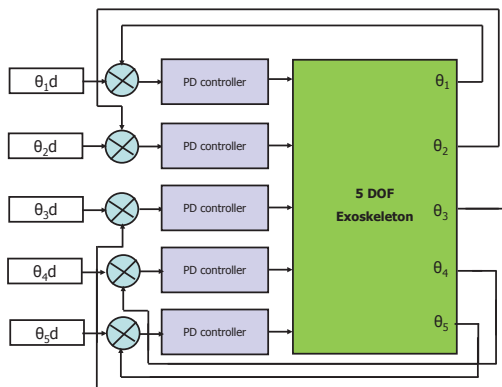 θ₁d
PD controller
θ₁
θ₂d
PD controller
θ₂
5 DOF
Exoskeleton
θ₃d
PD controller
θ₃
θ₄d
PD controller
θ₄
θ₅d
PD controller
θ₅